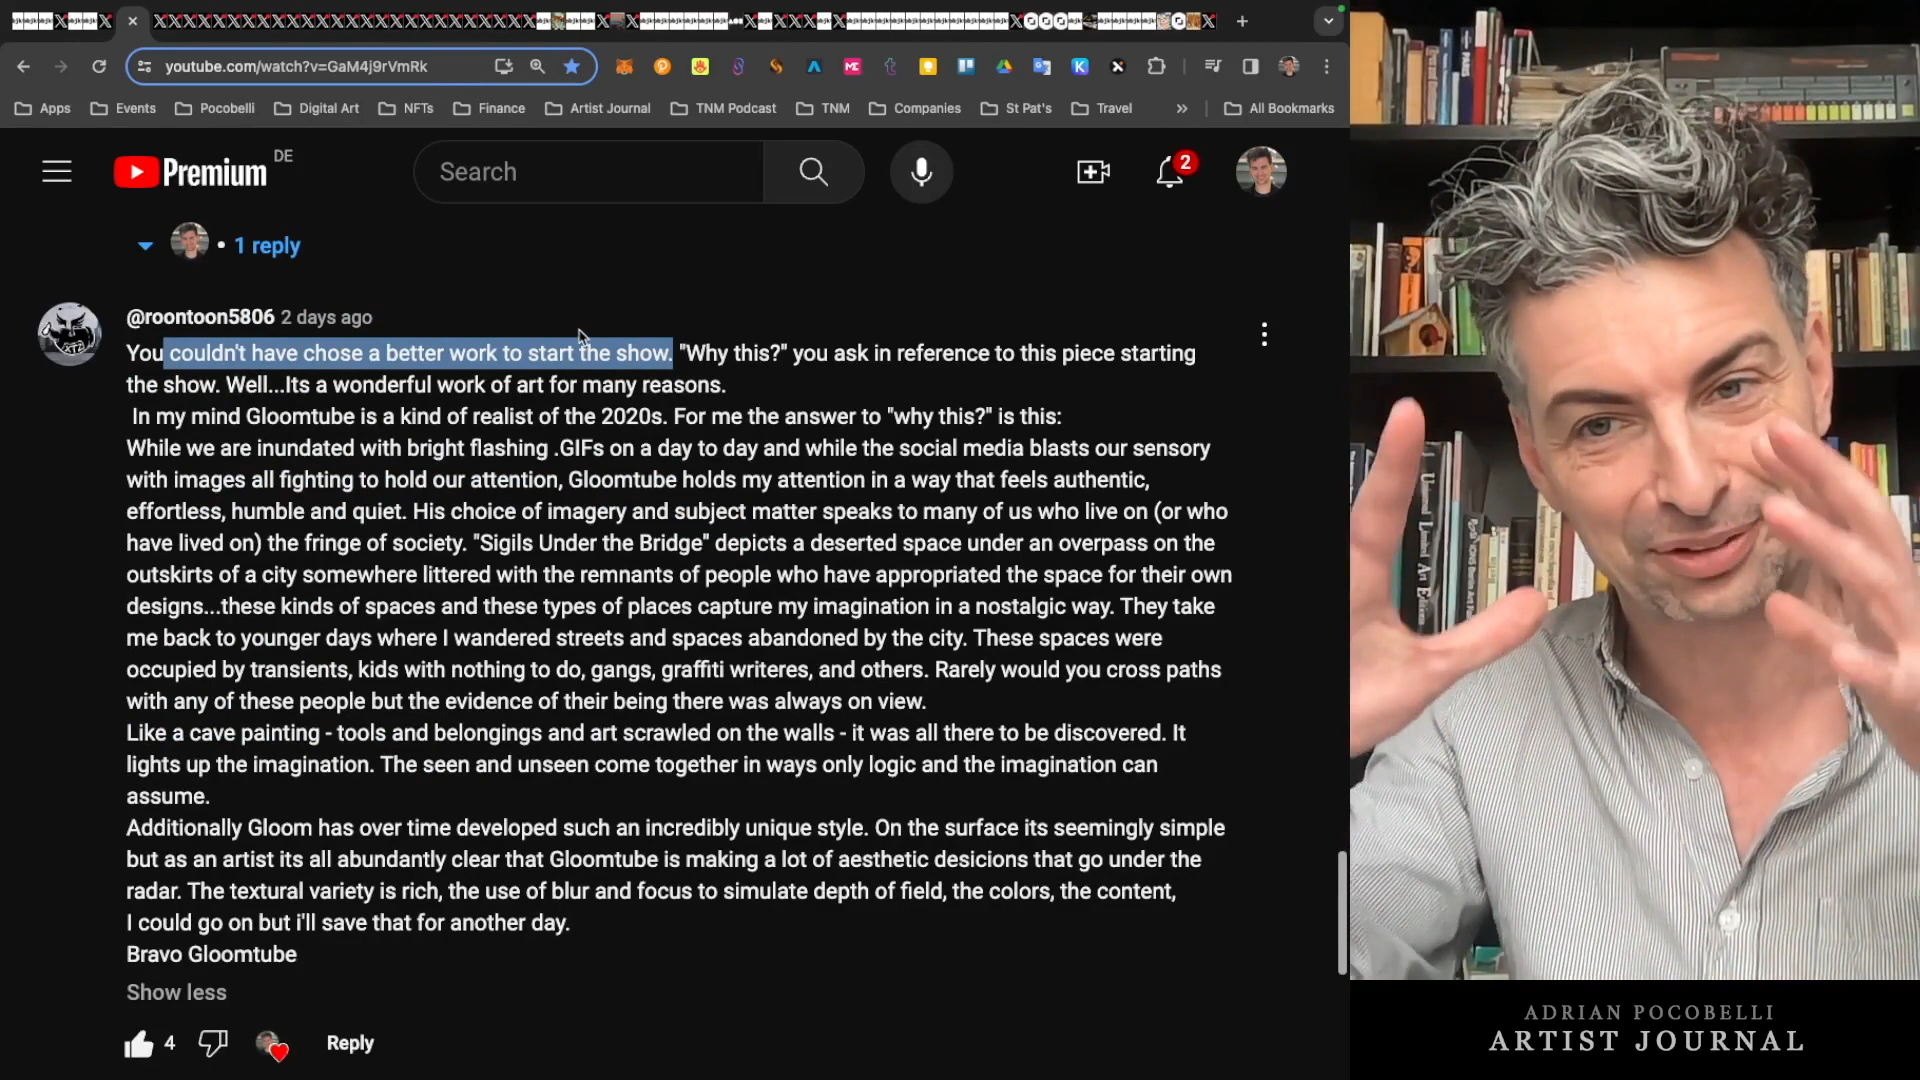 youtube.com/watch?v=GaM4j9rVmRk
Apps Events Pocobelli Digital Art NFTs Finance Artist Journal TNM Podcast TNM Companies St Pat's Travel » All Bookmarks
Premium DE
Search
2
• 1 reply
@roontoon5806 2 days ago
You couldn't have chose a better work to start the show. "Why this?" you ask in reference to this piece starting
the show. Well...Its a wonderful work of art for many reasons.
In my mind Gloomtube is a kind of realist of the 2020s. For me the answer to "why this?" is this:
While we are inundated with bright flashing .GIFs on a day to day and while the social media blasts our sensory
with images all fighting to hold our attention, Gloomtube holds my attention in a way that feels authentic,
effortless, humble and quiet. His choice of imagery and subject matter speaks to many of us who live on (or who
have lived on) the fringe of society. "Sigils Under the Bridge" depicts a deserted space under an overpass on the
outskirts of a city somewhere littered with the remnants of people who have appropriated the space for their own
designs...these kinds of spaces and these types of places capture my imagination in a nostalgic way. They take
me back to younger days where I wandered streets and spaces abandoned by the city. These spaces were
occupied by transients, kids with nothing to do, gangs, graffiti writeres, and others. Rarely would you cross paths
with any of these people but the evidence of their being there was always on view.
Like a cave painting - tools and belongings and art scrawled on the walls - it was all there to be discovered. It
lights up the imagination. The seen and unseen come together in ways only logic and the imagination can
assume.
Additionally Gloom has over time developed such an incredibly unique style. On the surface its seemingly simple
but as an artist its all abundantly clear that Gloomtube is making a lot of aesthetic desicions that go under the
radar. The textural variety is rich, the use of blur and focus to simulate depth of field, the colors, the content,
I could go on but i'll save that for another day.
Bravo Gloomtube
Show less
4
Reply
ADRIAN POCOBELLI
ARTIST JOURNAL